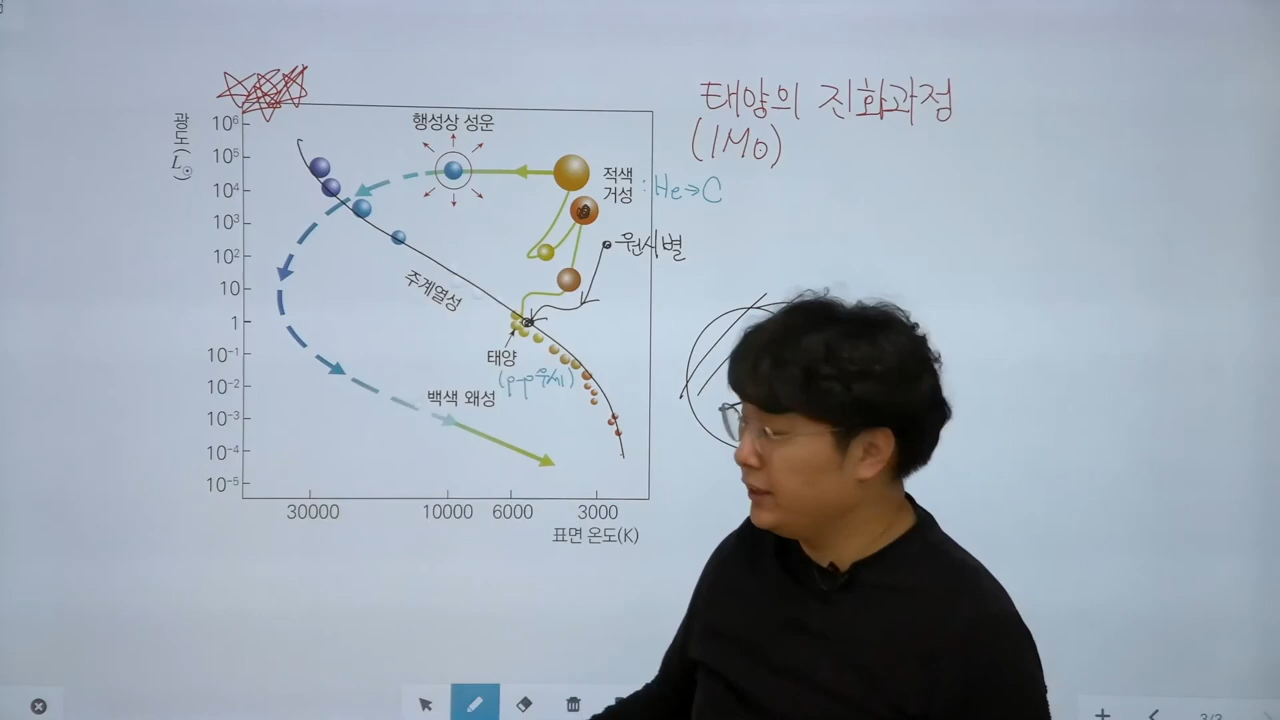 태양의 진화과정
(1M⊙)
광도(L⊙)
10⁶
10⁵
10⁴
10³
10²
10
1
10⁻¹
10⁻²
10⁻³
10⁻⁴
10⁻⁵
행성상 성운
적색
거성 : He→C
원시별
주계열성
태양
(p-p우세)
백색 왜성
30000
10000
6000
3000
표면 온도(K)